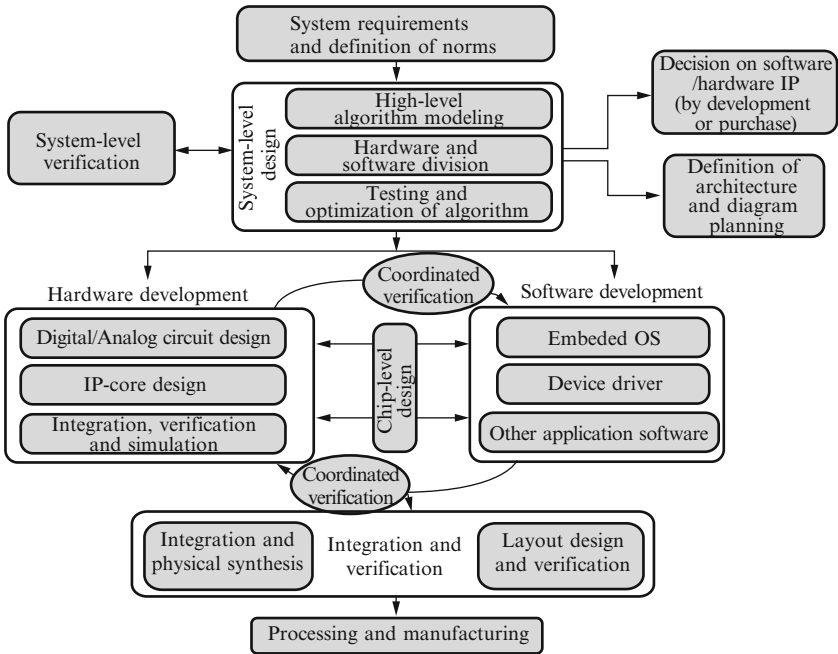 System requirements
and definition of norms
Decision on software
/hardware IP
(by development
or purchase)
System-level
verification
System-level
design
High-level
algorithm modeling
Hardware and
software division
Testing and
optimization of algorithm
Definition of
architecture
and diagram
planning
Hardware development
Coordinated
verification
Software development
Digital/Analog circuit design
IP-core design
Integration, verification
and simulation
Chip-level
design
Embeded OS
Device driver
Other application software
Coordinated
verification
Integration and
physical synthesis
Integration and
verification
Layout design
and verification
Processing and manufacturing